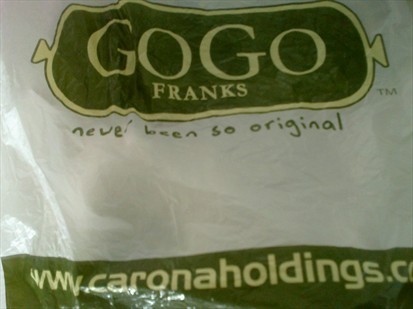 GOGO
FRANKS
TM
never been so original
www.caronaholdings.c